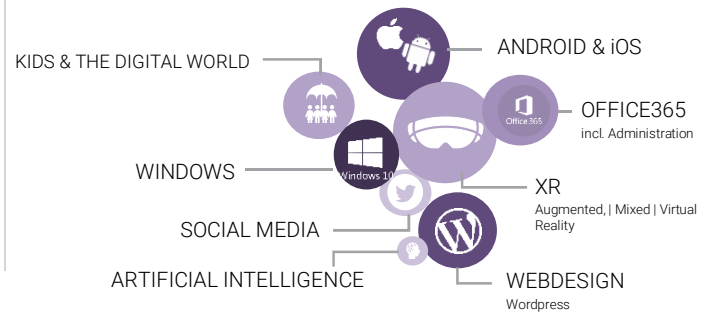 ANDROID & iOS
KIDS & THE DIGITAL WORLD
OFFICE365
incl. Administration
Office 365
WINDOWS
Windows 10
XR
Augmented, | Mixed | Virtual
Reality
SOCIAL MEDIA
ARTIFICIAL INTELLIGENCE
WEBDESIGN
Wordpress